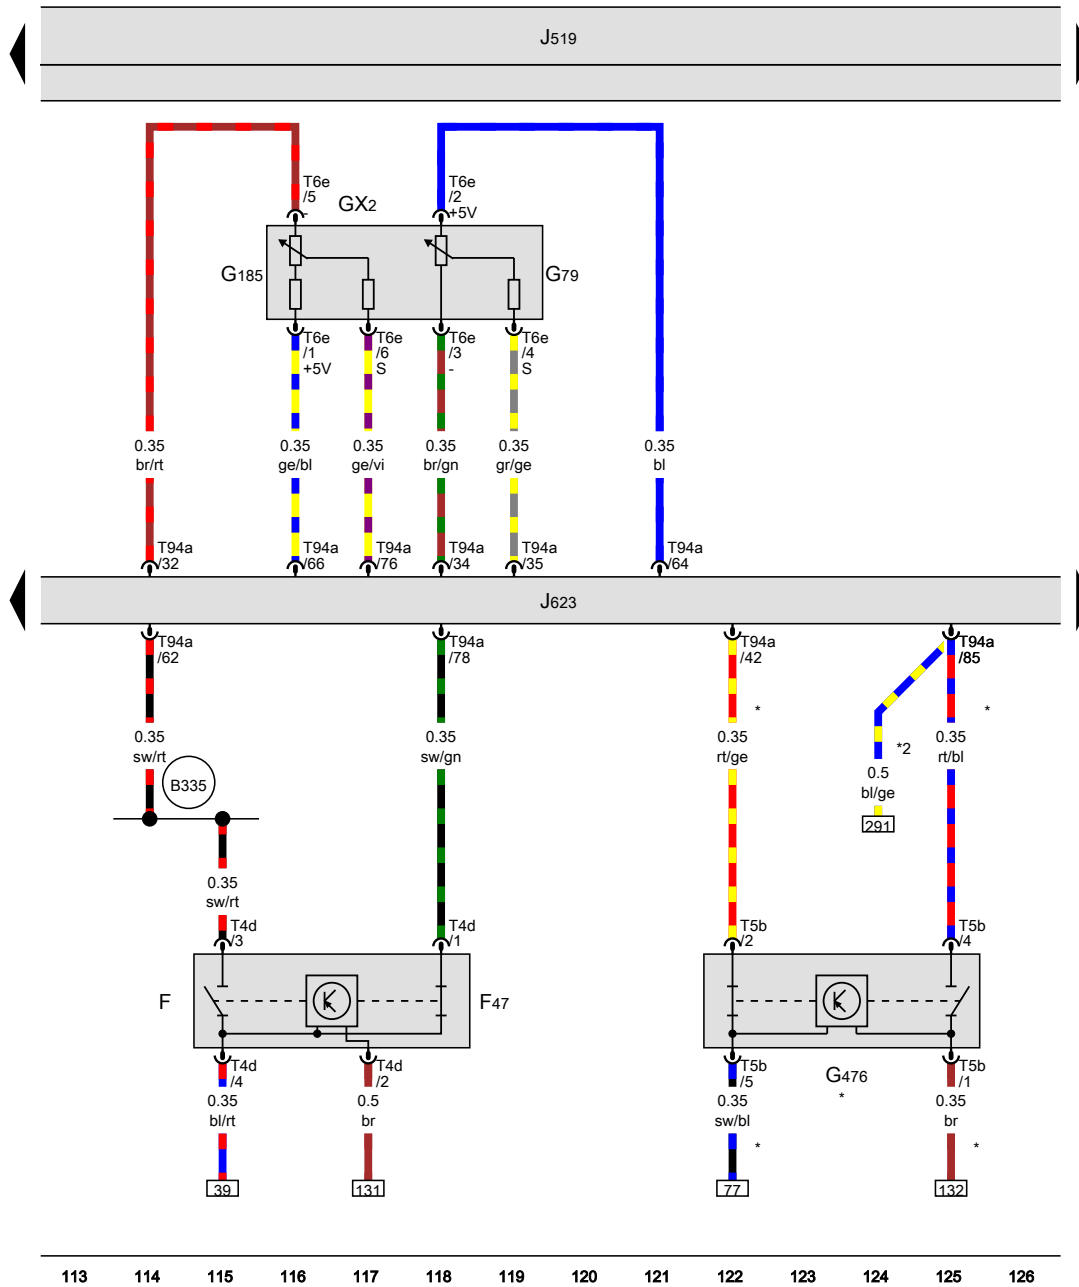 J519
T6e
/5
-
GX2
T6e
/2
+5V
G185
G79
T6e
/1
+5V
T6e
/6
S
T6e
/3
-
T6e
/4
S
0.35
br/rt
0.35
ge/bl
0.35
ge/vi
0.35
br/gn
0.35
gr/ge
0.35
bl
T94a
/32
T94a
/66
T94a
/76
T94a
/34
T94a
/35
T94a
/64
J623
T94a
/62
T94a
/78
T94a
/42
T94a
/85
*
*
0.35
sw/rt
0.35
sw/gn
0.35
rt/ge
*2
0.35
rt/bl
B335
0.5
bl/ge
291
0.35
sw/rt
T4d
/3
T4d
/1
T5b
/2
T5b
/4
F
F47
T4d
/4
T4d
/2
T5b
/5
G476
*
T5b
/1
0.35
bl/rt
0.5
br
0.35
sw/bl
*
0.35
br
*
39
131
77
132
113 114 115 116 117 118 119 120 121 122 123 124 125 126